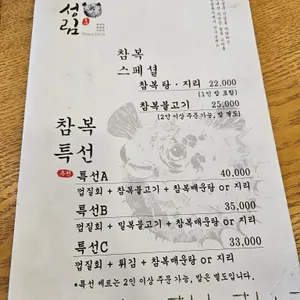 성림
참복
스페셜
참복탕 · 지리 22,000
(1인 밥 포함)
참복불고기 25,000
(2인 이상 주문 가능, 밥 별도)
참복
특선
추천
특선A 40,000
껍질회 + 참복불고기 + 참복매운탕 or 지리
특선B 35,000
껍질회 + 밀복불고기 + 참복매운탕 or 지리
특선C 33,000
껍질회 + 튀김 + 참복매운탕 or 지리
*특선 세트는 2인 이상 주문 가능, 밥은 별도입니다.